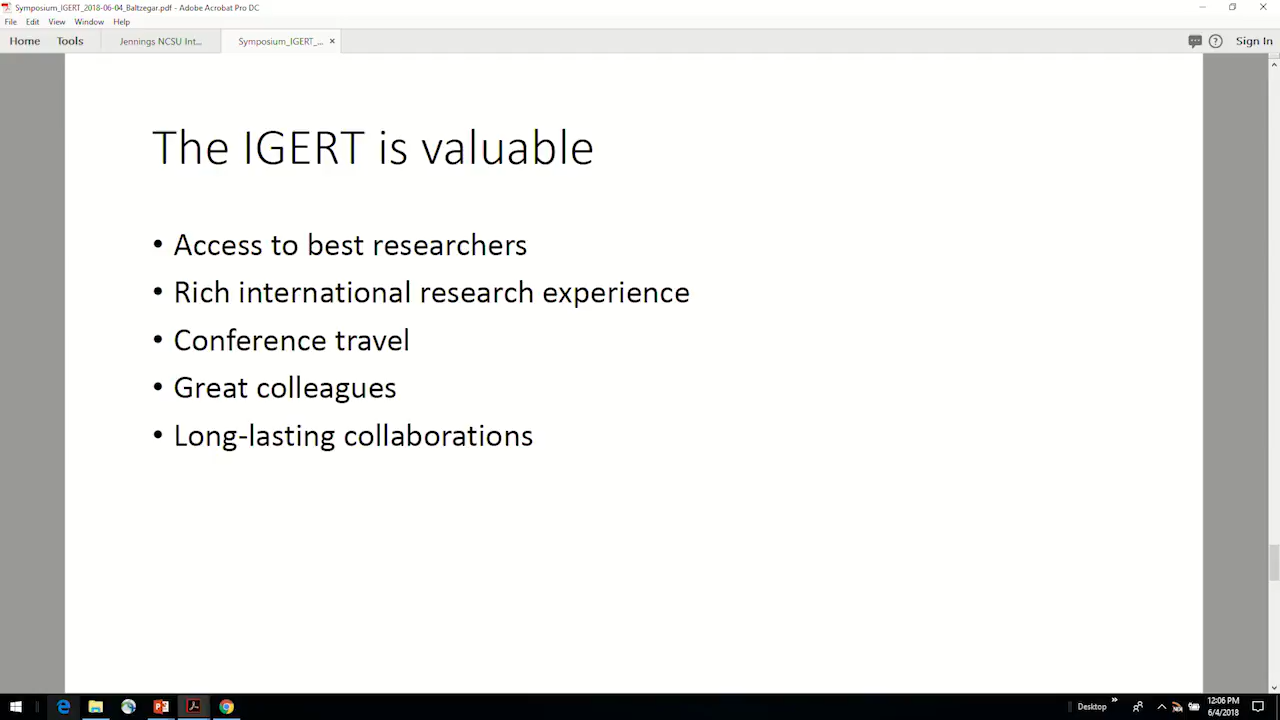 Symposium_IGERT_2018-06-04_Baltzegar.pdf - Adobe Acrobat Pro DC
File Edit View Window Help
Home Tools Jennings NCSU Int... Symposium_IGERT_... × Sign In
The IGERT is valuable
• Access to best researchers
• Rich international research experience
• Conference travel
• Great colleagues
• Long-lasting collaborations
Desktop 12:06 PM
6/4/2018